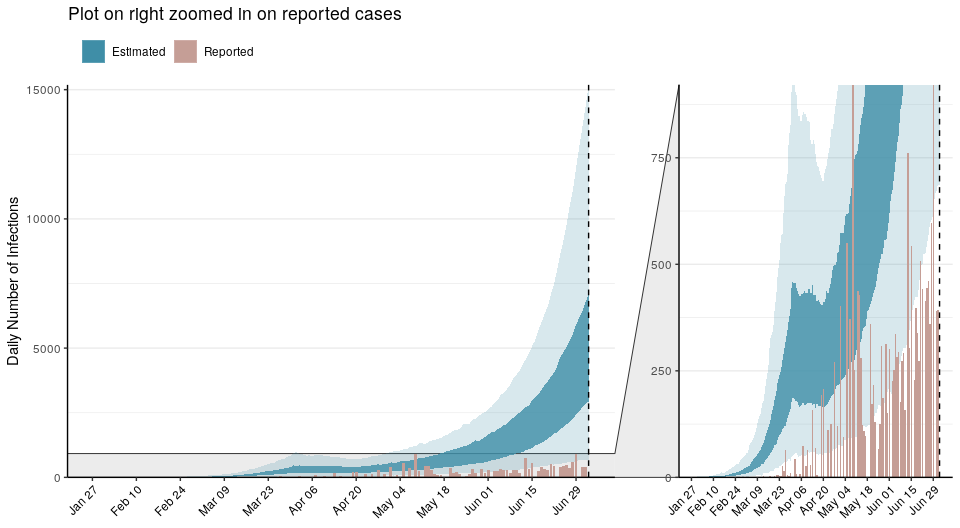 Plot on right zoomed in on reported cases
Estimated Reported
Daily Number of Infections
15000
10000
5000
0
Jan 27 Feb 10 Feb 24 Mar 09 Mar 23 Apr 06 Apr 20 May 04 May 18 Jun 01 Jun 15 Jun 29
750
500
250
0
Jan 27 Feb 10 Feb 24 Mar 09 Mar 23 Apr 06 Apr 20 May 04 May 18 Jun 01 Jun 15 Jun 29